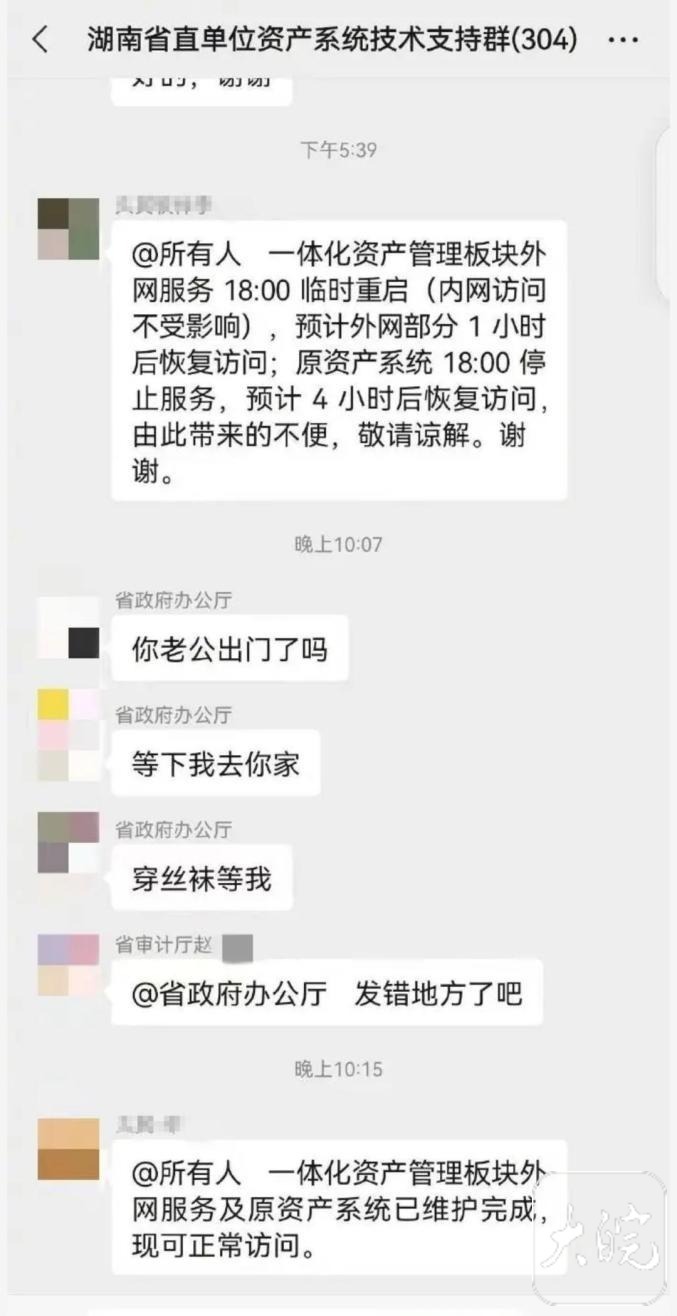 湖南省直单位资产系统技术支持群(304)
好的，谢谢
下午5:39
@所有人 一体化资产管理板块外
网服务 18:00 临时重启（内网访问
不受影响），预计外网部分 1 小时
后恢复访问；原资产系统 18:00 停
止服务，预计 4 小时后恢复访问，
由此带来的不便，敬请谅解。谢
谢。
晚上10:07
省政府办公厅
你老公出门了吗
省政府办公厅
等下我去你家
省政府办公厅
穿丝袜等我
省审计厅赵
@省政府办公厅 发错地方了吧
晚上10:15
@所有人 一体化资产管理板块外
网服务及原资产系统已维护完成，
现可正常访问。
大皖